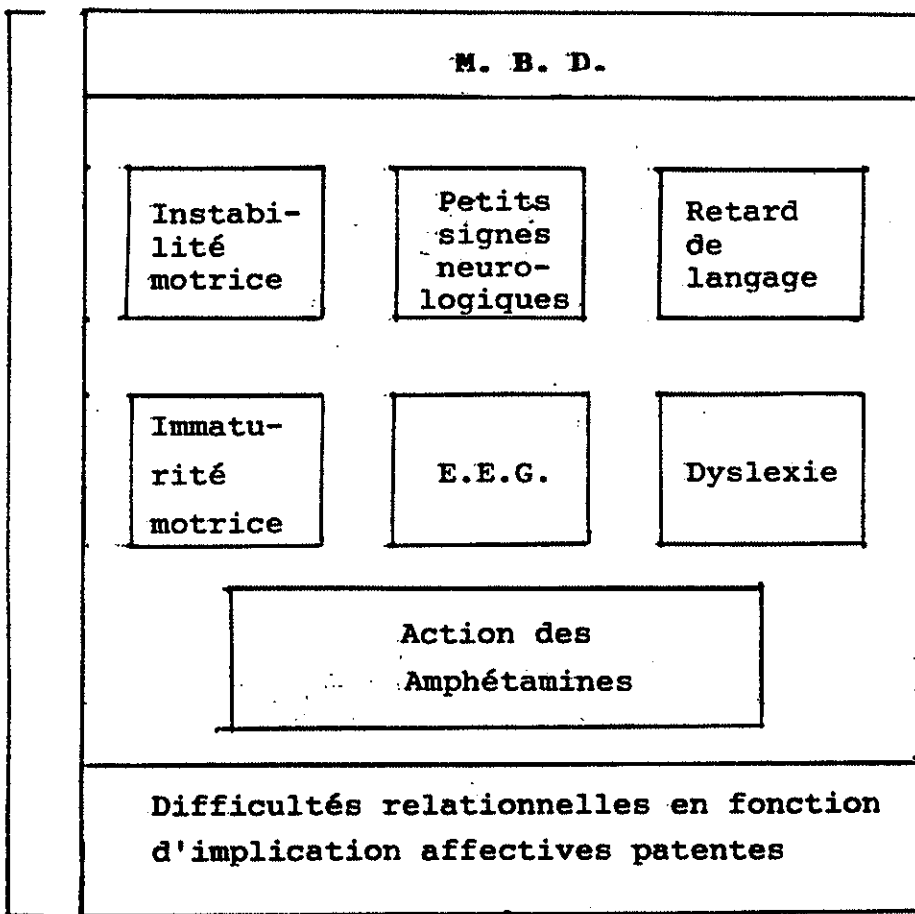 M. B. D.
Instabi-
lité
motrice
Petits
signes
neuro-
logiques
Retard
de
langage
Immatu-
rité
motrice
E.E.G.
Dyslexie
Action des
Amphétamines
Difficultés relationnelles en fonction
d'implication affectives patentes